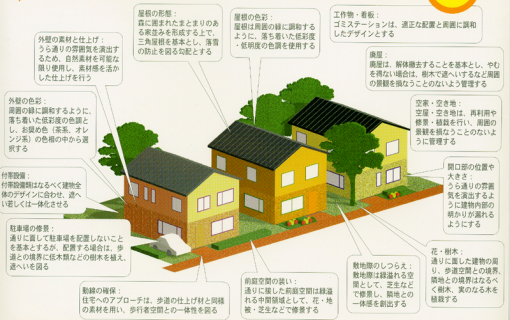 外壁の素材と仕上げ：
うら通りの雰囲気を演出す
るため、自然素材を可能な
限り使用し、素材感を活か
した仕上げを行う
屋根の形態：
森に囲まれたまとまりのあ
る家並みを形成する上で、
三角屋根を基本とし、落雪
の防止を図る勾配とする
屋根の色彩：
屋根は周囲の緑に調和する
ように、落ち着いた低彩度
・低明度の色調を使用する
工作物・看板：
ゴミステーションは、適正な配置と周囲に調和
したデザインとする
廃屋：
廃屋は、解体撤去することを基本とし、やむ
を得ない場合は、樹木で遮へいするなど周囲
の景観を損なうことのないよう管理する
外壁の色彩：
周囲の緑に調和するように、
落ち着いた低彩度の色調と
し、お奨め色（茶系、オレ
ンジ系）の色相の中から選
択する
空家・空き地：
空屋・空き地は、再利用や
修景・植栽を行い、周囲の
景観を損なうことのないよ
うに管理する
付帯設備：
付帯設備類はなるべく建物全
体のデザインに合わせ、遮へ
い若しくは一体化させる
開口部の位置や
大きさ：
うら通りの雰囲
気を演出するよ
うに建物内部の
明かりが漏れる
ようにする
駐車場の修景：
通りに面して駐車場を配置しないこと
を基本とするが、配置する場合は、歩
道との境界に低木類などの樹木を植え、
遮へいを図る
動線の確保：
住宅へのアプローチは、歩道の仕上げ材と同種
の素材を用い、歩行者空間との一体性を図る
前庭空間の装い：
通りに接した前庭空間は緑溢
れる中間領域として、花・地
被・芝生などで修景する
敷地際のしつらえ：
敷地際は緑溢れる空
間として、芝生など
で修景し、隣地との
一体感を創出する
花・樹木：
通りに面した建物の周
り、歩道空間との境界、
隣地との境界はなるべ
く樹木、実のなる木を
植栽する